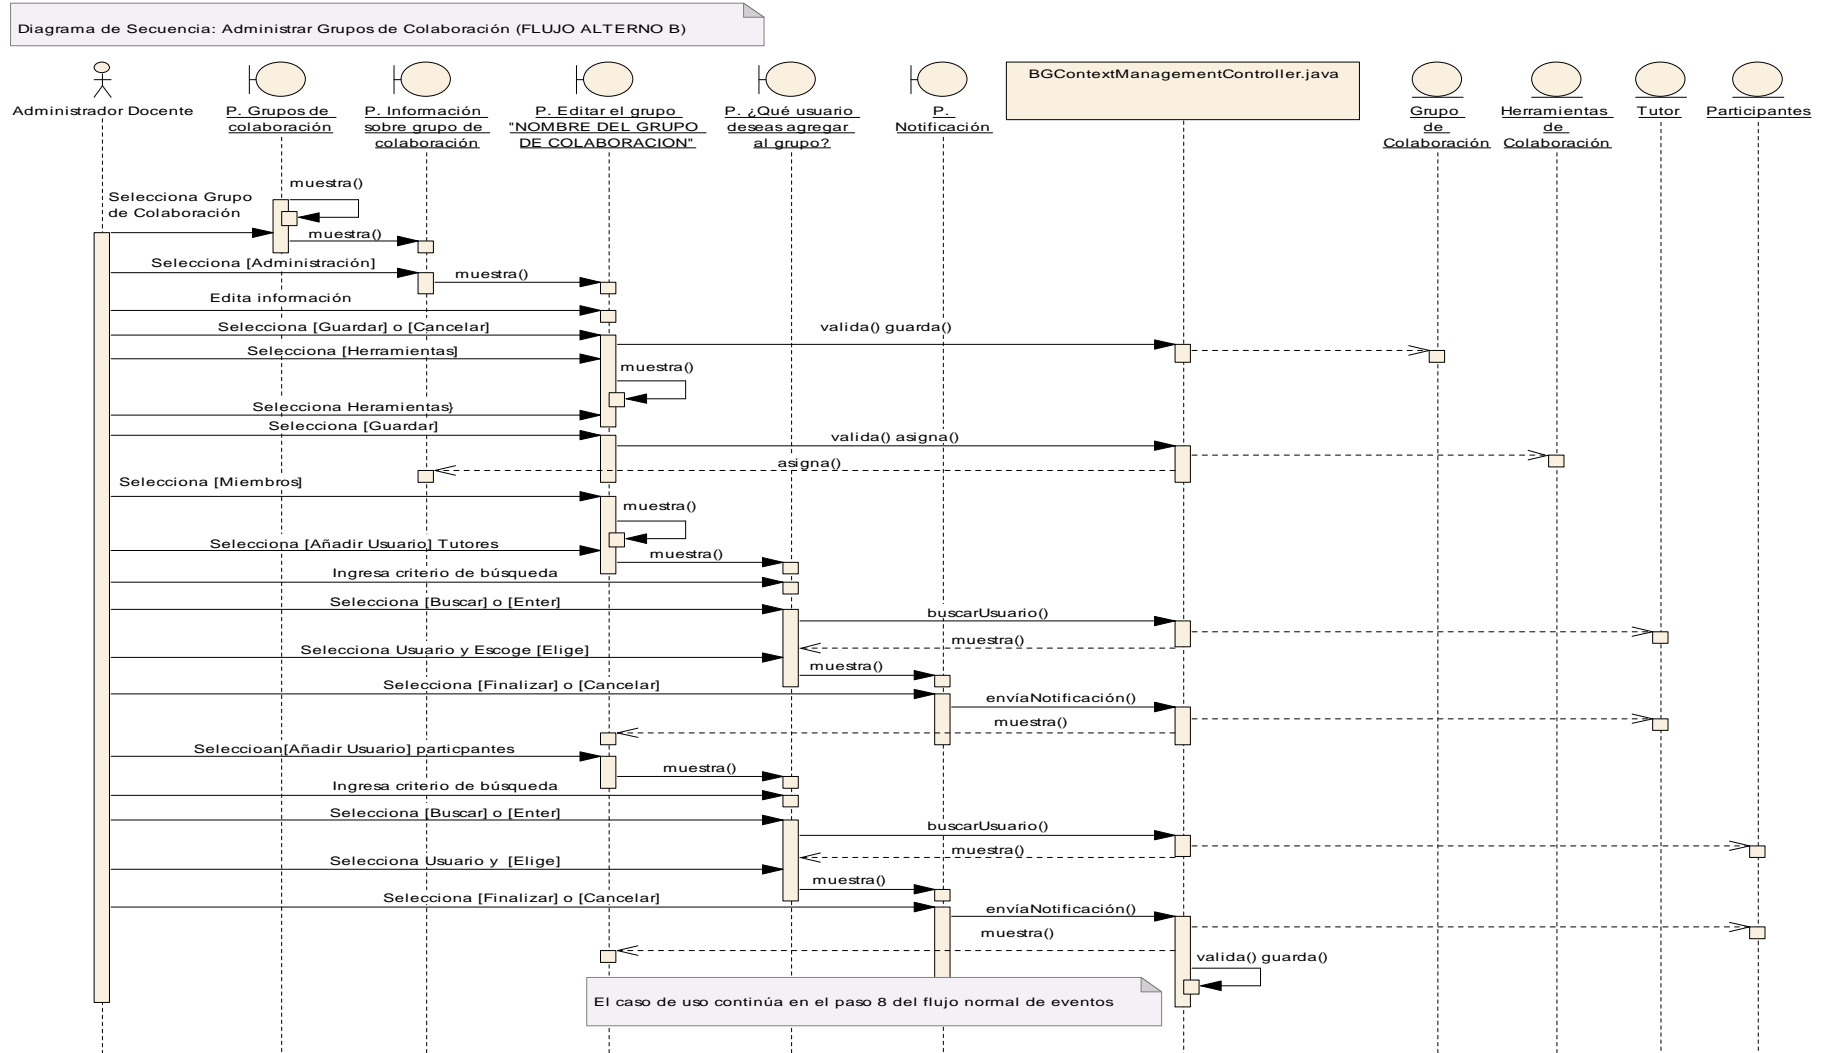 Diagrama de Secuencia: Administrar Grupos de Colaboración (FLUJO ALTERNO B)
Administrador Docente
P. Grupos de
colaboración
P. Información
sobre grupo de
colaboración
P. Editar el grupo
"NOMBRE DEL GRUPO
DE COLABORACION"
P. ¿Qué usuario
deseas agregar
al grupo?
P.
Notificación
BGContextManagementController.java
Grupo
de
Colaboración
Herramientas
de
Colaboración
Tutor
Participantes
muestra()
Selecciona Grupo
de Colaboración
muestra()
Selecciona [Administración]
muestra()
Edita información
Selecciona [Guardar] o [Cancelar]
valida() guarda()
Selecciona [Herramientas]
muestra()
Selecciona Heramientas}
Selecciona [Guardar]
valida() asigna()
asigna()
Selecciona [Miembros]
muestra()
Selecciona [Añadir Usuario] Tutores
muestra()
Ingresa criterio de búsqueda
Selecciona [Buscar] o [Enter]
buscarUsuario()
muestra()
Selecciona Usuario y Escoge [Elige]
muestra()
Selecciona [Finalizar] o [Cancelar]
envíaNotificación()
muestra()
Seleccioan[Añadir Usuario] particpantes
muestra()
Ingresa criterio de búsqueda
Selecciona [Buscar] o [Enter]
buscarUsuario()
muestra()
Selecciona Usuario y  [Elige]
muestra()
Selecciona [Finalizar] o [Cancelar]
envíaNotificación()
muestra()
valida() guarda()
El caso de uso continúa en el paso 8 del flujo normal de eventos